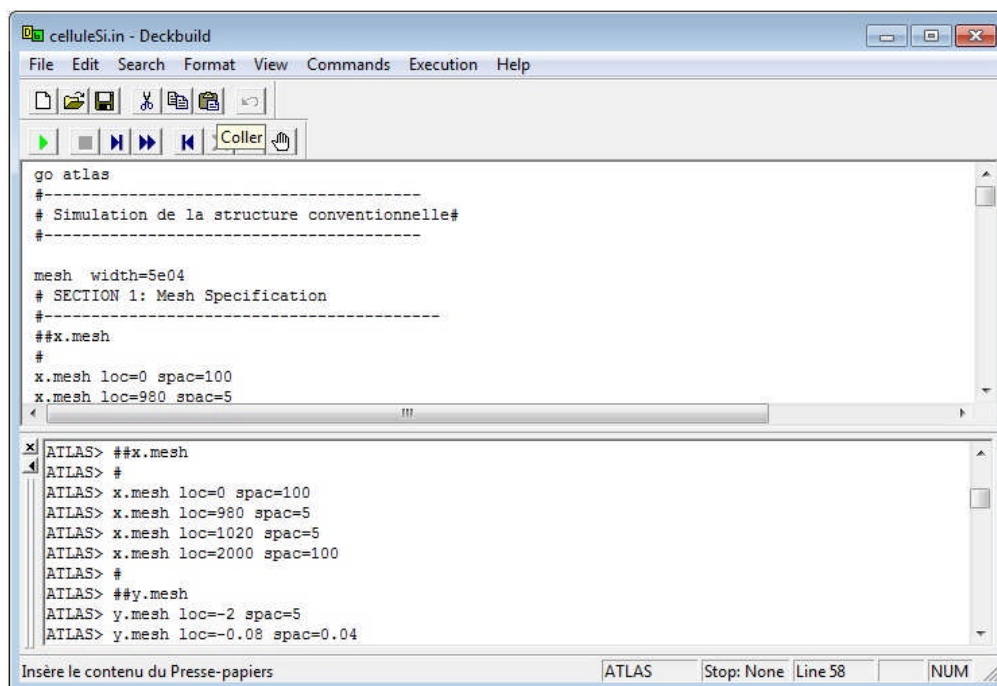 celluleSi.in - Deckbuild
File Edit Search Format View Commands Execution Help
Coller
go atlas
#----------------------------------------
# Simulation de la structure conventionnelle#
#----------------------------------------
mesh  width=5e04
# SECTION 1: Mesh Specification
#------------------------------------------
##x.mesh
#
x.mesh loc=0 spac=100
x.mesh loc=980 spac=5
ATLAS> ##x.mesh
ATLAS> #
ATLAS> x.mesh loc=0 spac=100
ATLAS> x.mesh loc=980 spac=5
ATLAS> x.mesh loc=1020 spac=5
ATLAS> x.mesh loc=2000 spac=100
ATLAS> #
ATLAS> ##y.mesh
ATLAS> y.mesh loc=-2 spac=5
ATLAS> y.mesh loc=-0.08 spac=0.04
Insère le contenu du Presse-papiers ATLAS Stop: None Line 58 NUM